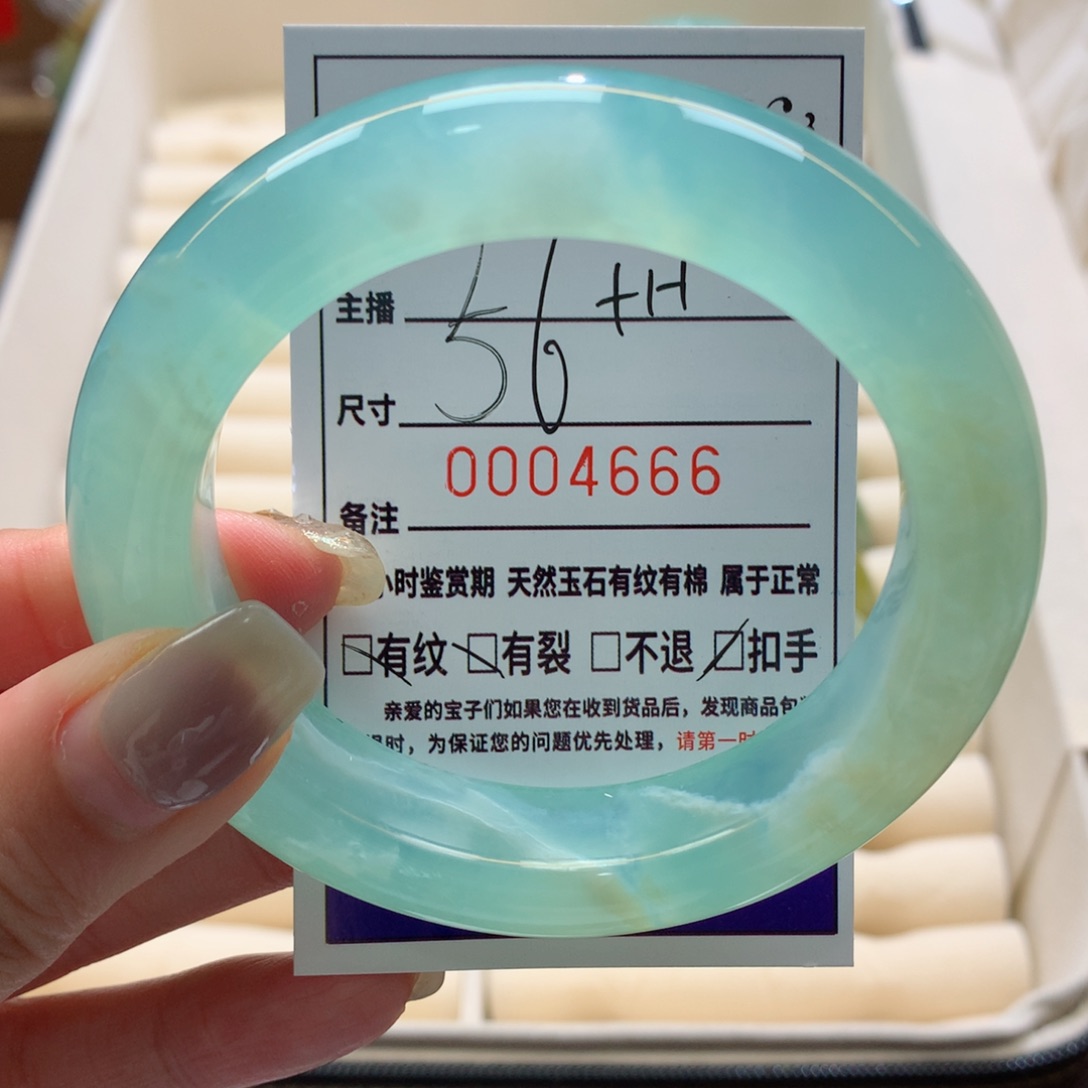 主播 56+H
尺寸
0004666
备注
小时鉴赏期 天然玉石有纹有棉 属于正常
□有纹 □有裂 □不退 □扣手
亲爱的宝子们如果您在收到货品后，发现商品包
时，为保证您的问题优先处理，请第一时